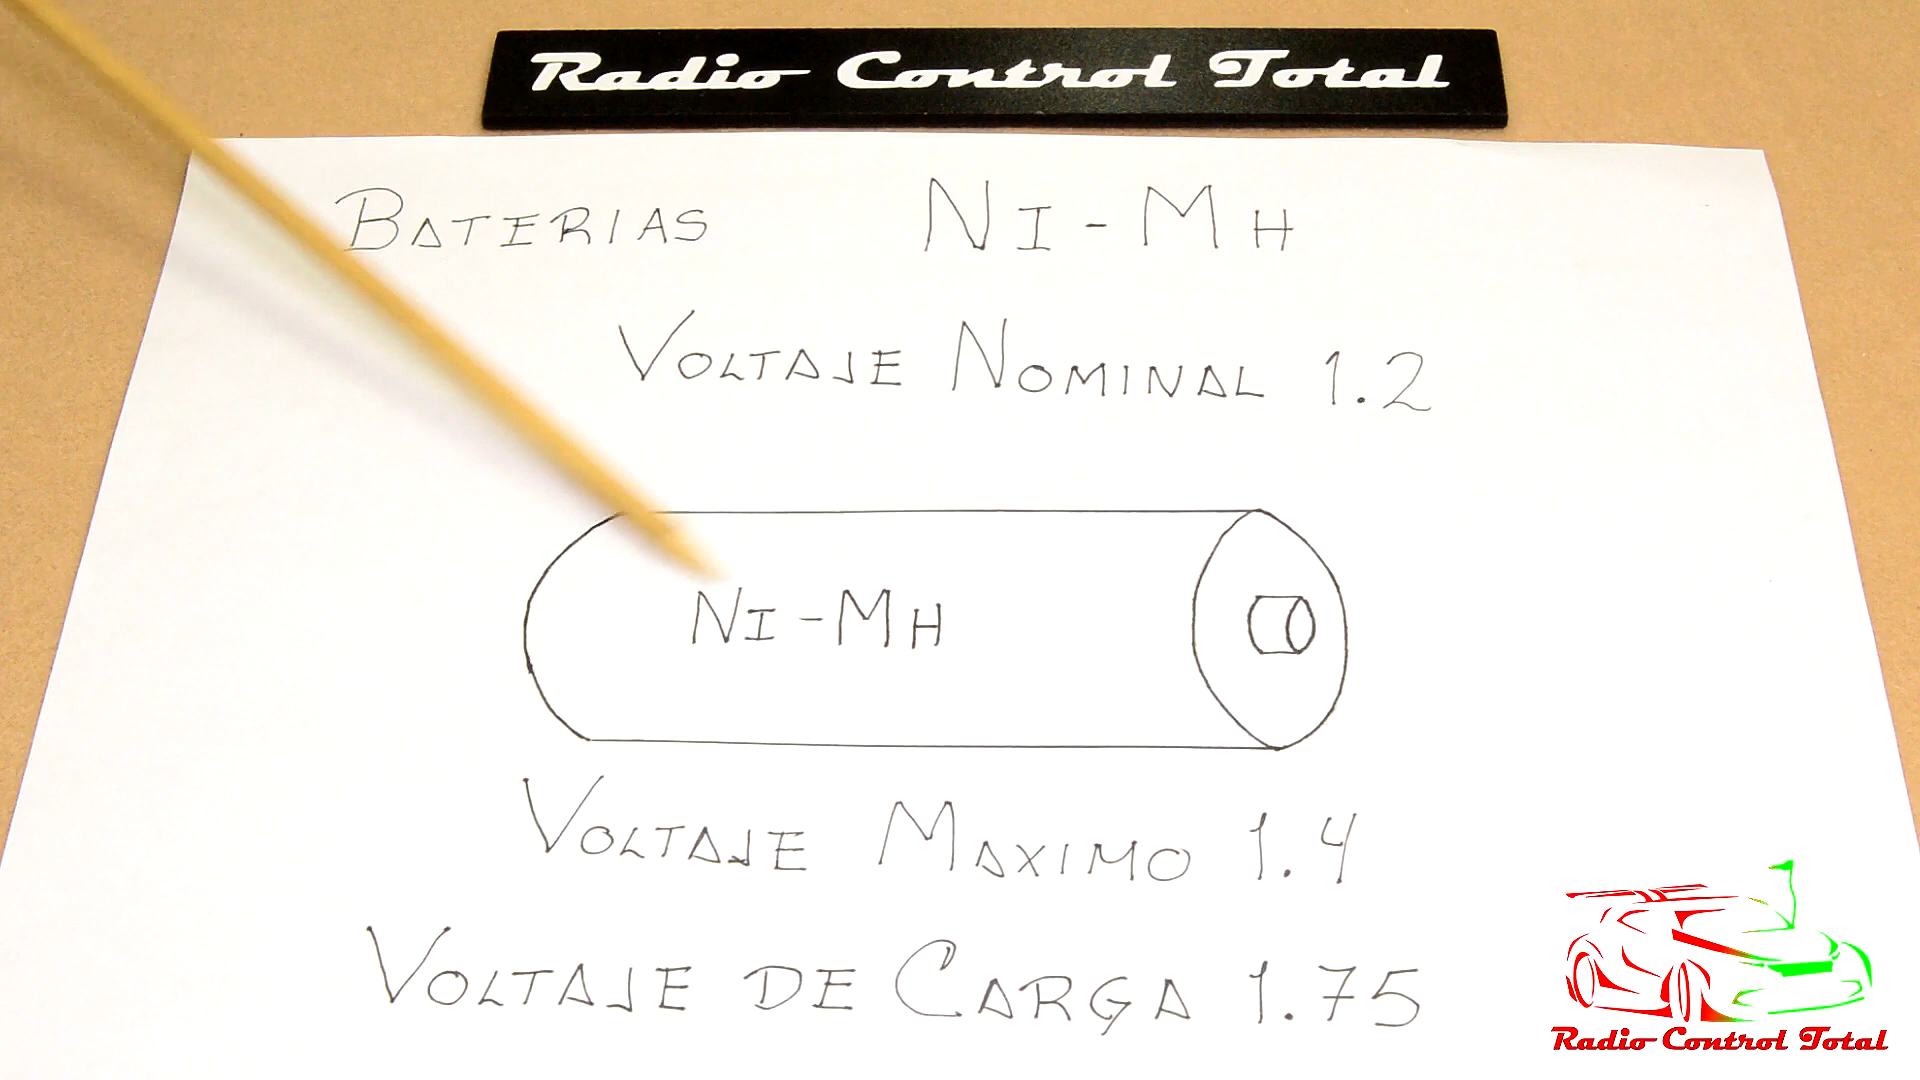 Radio Control Total
BATERIAS NI-MH
VOLTAJE NOMINAL 1.2
NI-MH
VOLTAJE MAXIMO 1.4
VOLTAJE DE CARGA 1.75
Radio Control Total